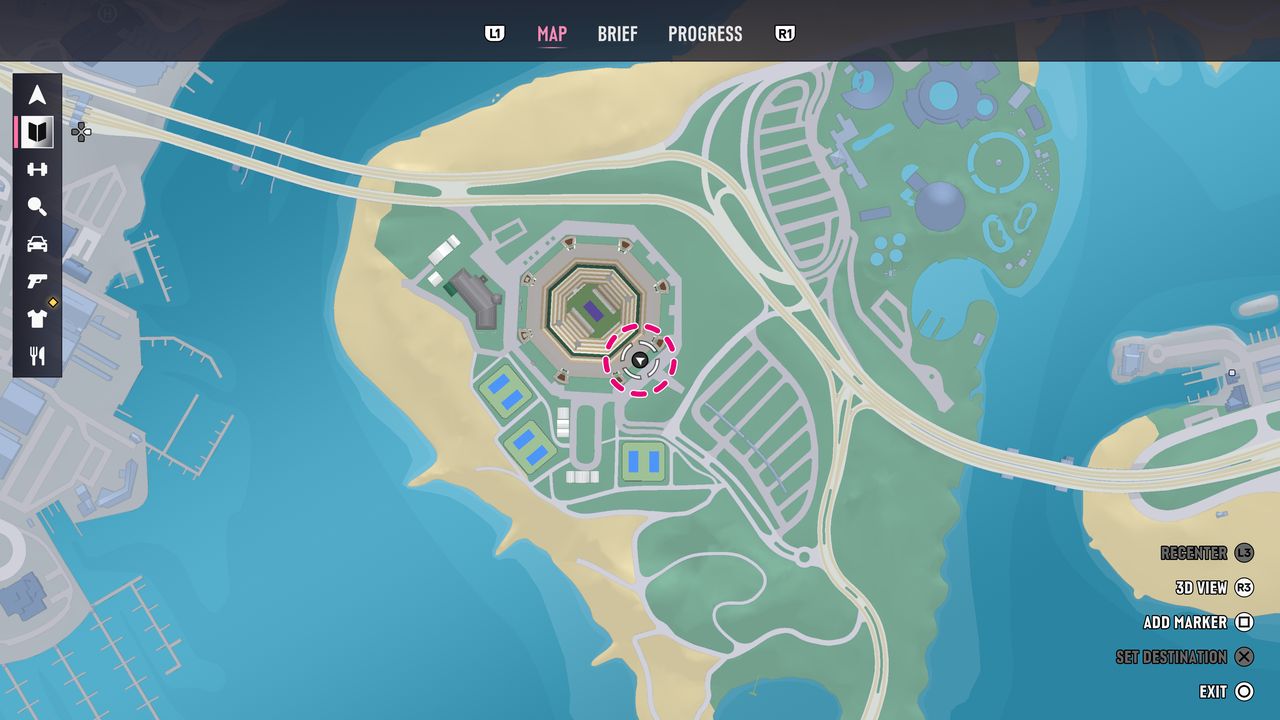 L1 MAP BRIEF PROGRESS R1
RECENTER L3
3D VIEW R3
ADD MARKER
SET DESTINATION
EXIT